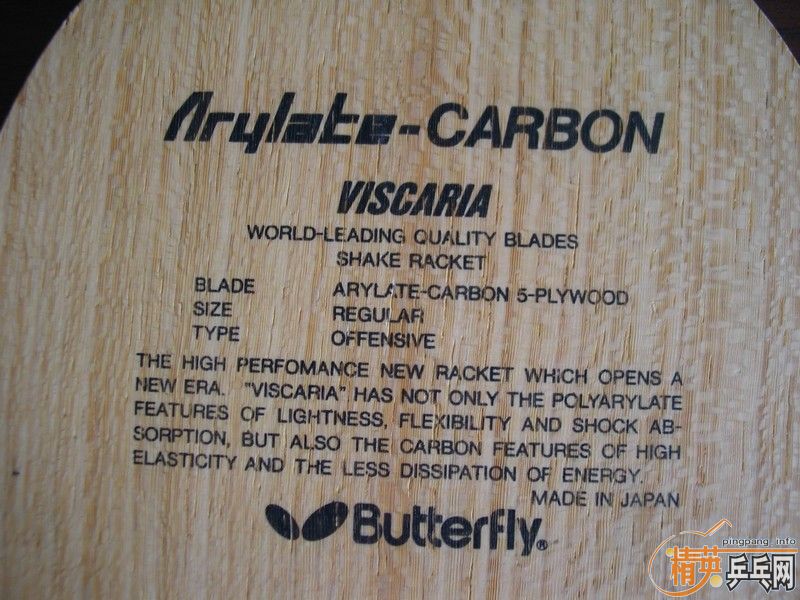 Arylate-CARBON
VISCARIA
WORLD-LEADING QUALITY BLADES
SHAKE RACKET
BLADE ARYLATE-CARBON 5-PLYWOOD
SIZE REGULAR
TYPE OFFENSIVE
THE HIGH PERFOMANCE NEW RACKET WHICH OPENS A
NEW ERA. "VISCARIA" HAS NOT ONLY THE POLYARYLATE
FEATURES OF LIGHTNESS, FLEXIBILITY AND SHOCK AB-
SORPTION, BUT ALSO THE CARBON FEATURES OF HIGH
ELASTICITY AND THE LESS DISSIPATION OF ENERGY.
MADE IN JAPAN
Butterfly®
pingpang.info
精英乒乓网